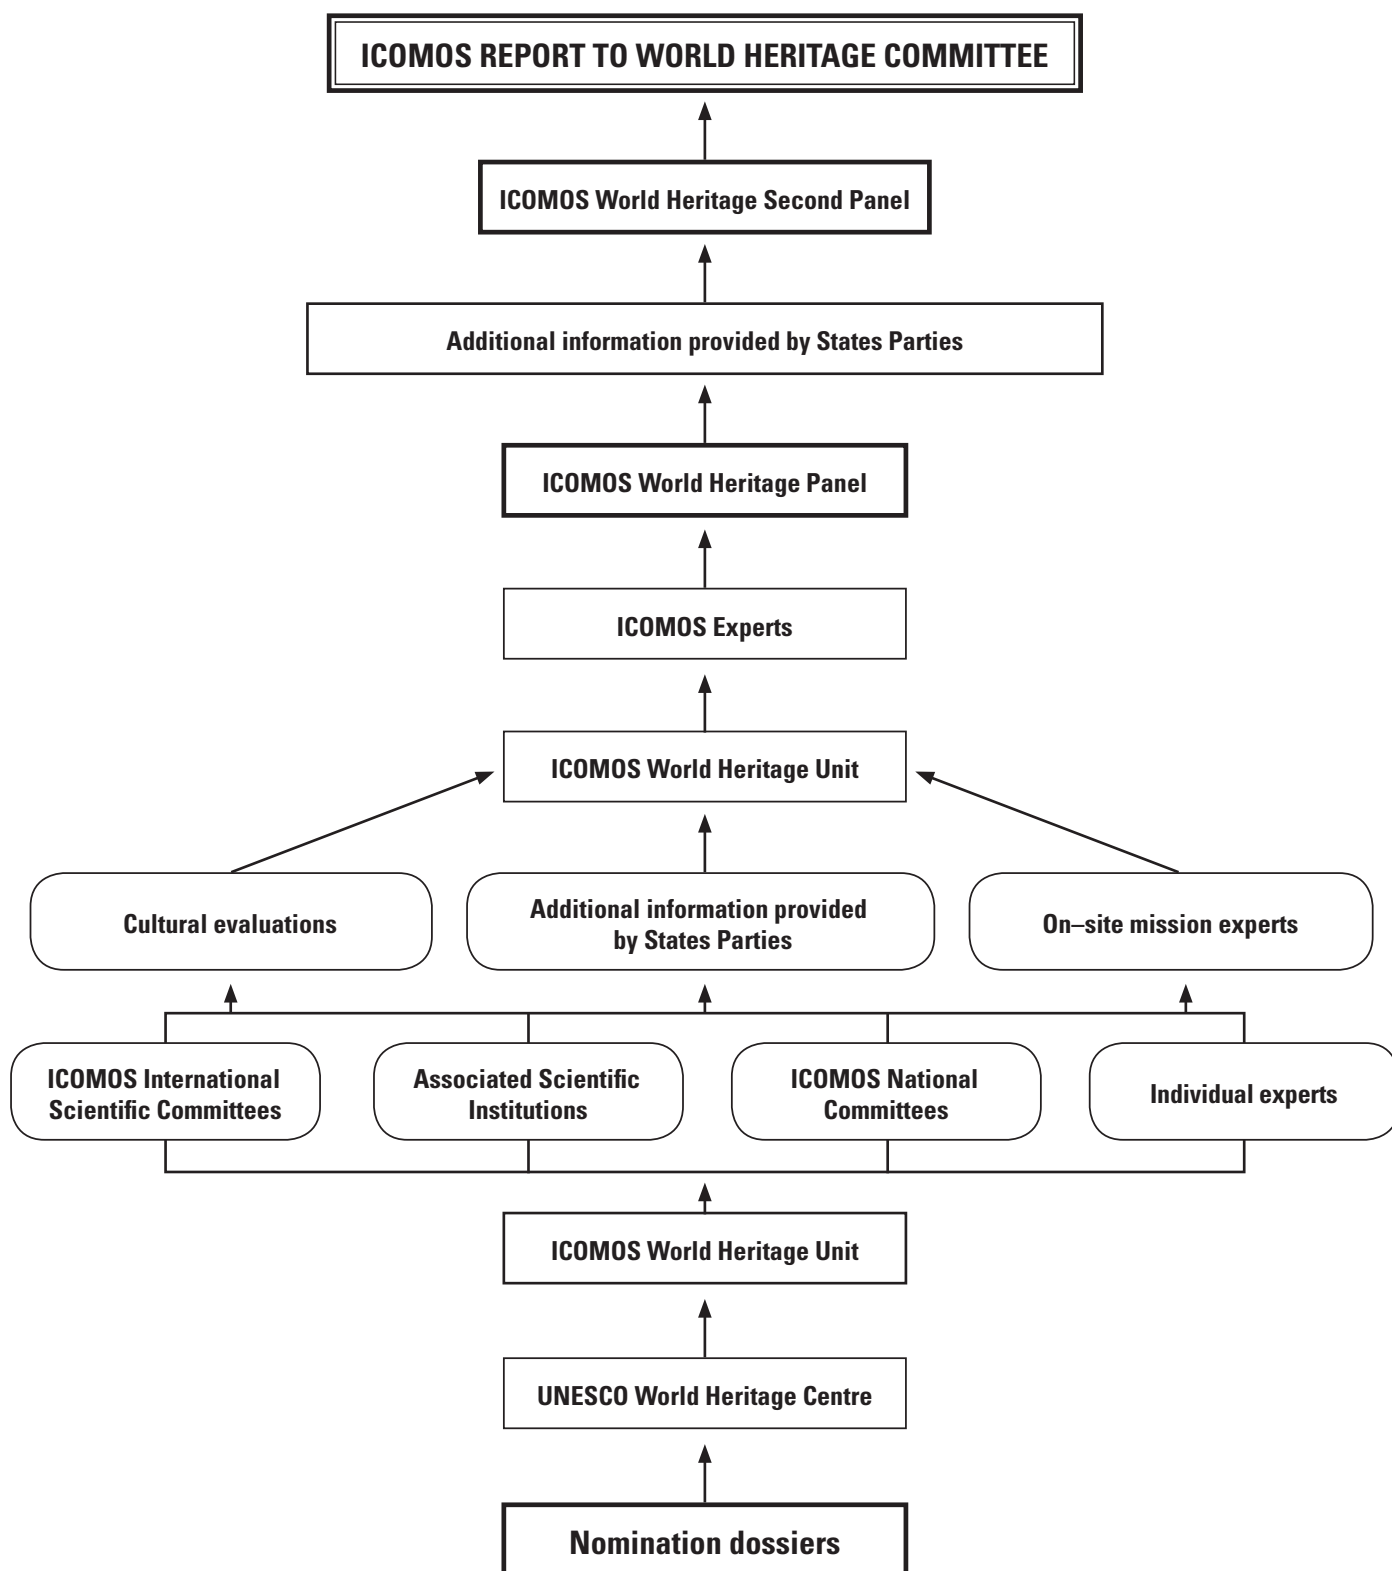 ICOMOS REPORT TO WORLD HERITAGE COMMITTEE
ICOMOS World Heritage Second Panel
Additional information provided by States Parties
ICOMOS World Heritage Panel
ICOMOS Experts
ICOMOS World Heritage Unit
Cultural evaluations
Additional information provided
by States Parties
On–site mission experts
ICOMOS International
Scientific Committees
Associated Scientific
Institutions
ICOMOS National
Committees
Individual experts
ICOMOS World Heritage Unit
UNESCO World Heritage Centre
Nomination dossiers